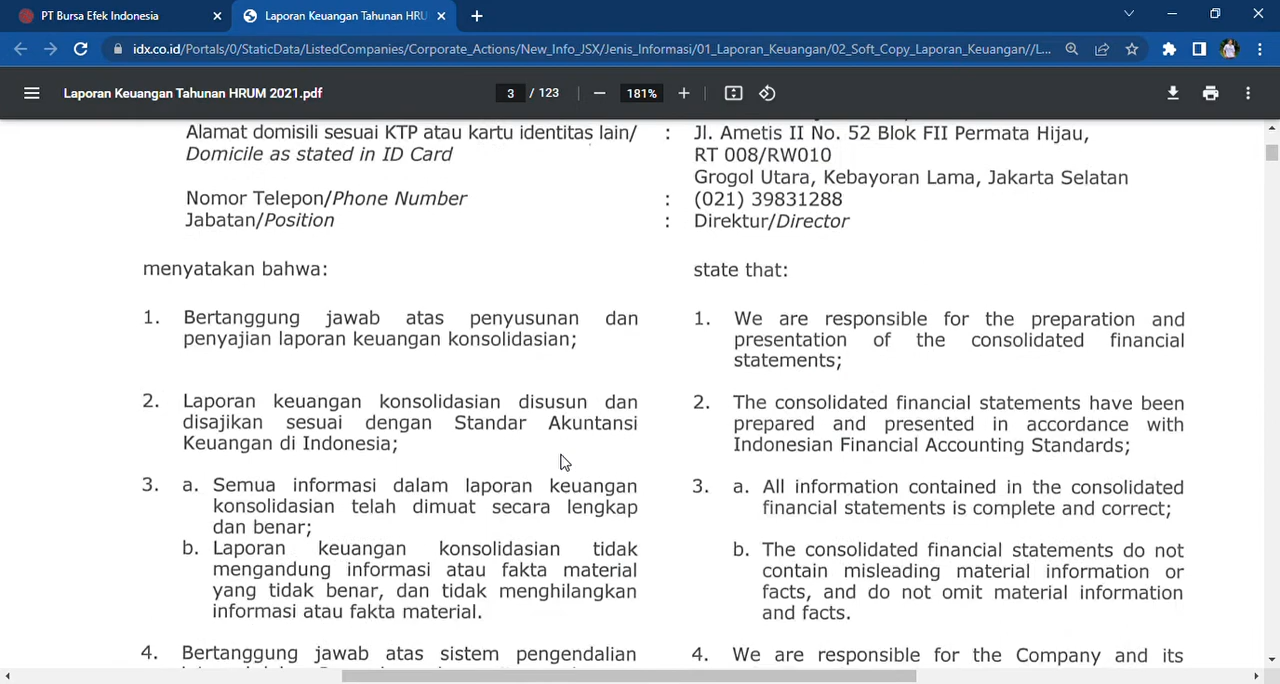 PT Bursa Efek Indonesia
Laporan Keuangan Tahunan HRU
idx.co.id/Portals/0/StaticData/ListedCompanies/Corporate_Actions/New_Info_JSX/Jenis_Informasi/01_Laporan_Keuangan/02_Soft_Copy_Laporan_Keuangan//L...
Laporan Keuangan Tahunan HRUM 2021.pdf
3 / 123
181%
Alamat domisili sesuai KTP atau kartu identitas lain/
Domicile as stated in ID Card
: Jl. Ametis II No. 52 Blok FII Permata Hijau,
RT 008/RW010
Grogol Utara, Kebayoran Lama, Jakarta Selatan
Nomor Telepon/Phone Number : (021) 39831288
Jabatan/Position : Direktur/Director
menyatakan bahwa:
1. Bertanggung jawab atas penyusunan dan
penyajian laporan keuangan konsolidasian;
2. Laporan keuangan konsolidasian disusun dan
disajikan sesuai dengan Standar Akuntansi
Keuangan di Indonesia;
3. a. Semua informasi dalam laporan keuangan
konsolidasian telah dimuat secara lengkap
dan benar;
b. Laporan keuangan konsolidasian tidak
mengandung informasi atau fakta material
yang tidak benar, dan tidak menghilangkan
informasi atau fakta material.
4. Bertanggung jawab atas sistem pengendalian
state that:
1. We are responsible for the preparation and
presentation of the consolidated financial
statements;
2. The consolidated financial statements have been
prepared and presented in accordance with
Indonesian Financial Accounting Standards;
3. a. All information contained in the consolidated
financial statements is complete and correct;
b. The consolidated financial statements do not
contain misleading material information or
facts, and do not omit material information
and facts.
4. We are responsible for the Company and its